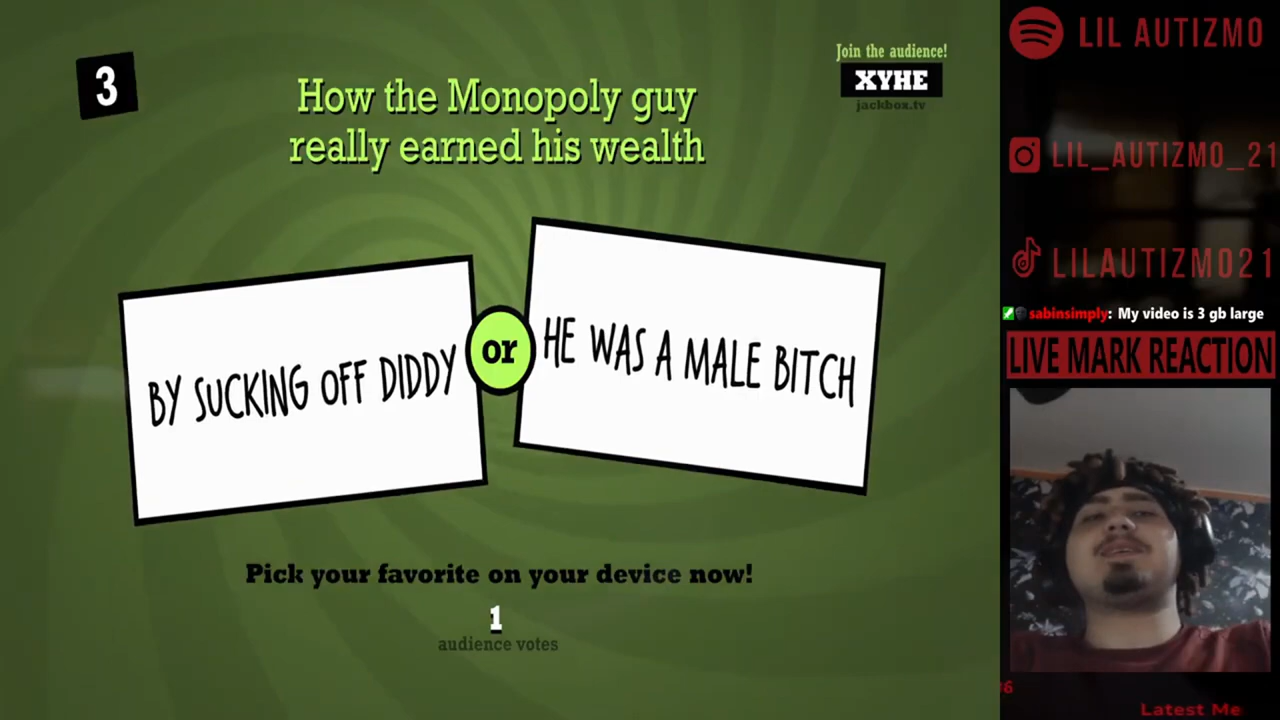 3
How the Monopoly guy
really earned his wealth
Join the audience!
XYHE
jackbox.tv
BY SUCKING OFF DIDDY
or
HE WAS A MALE BITCH
Pick your favorite on your device now!
1
audience votes
LIL AUTIZMO
LIL_AUTIZMO_21
LILAUTIZMO21
sabinsimply: My video is 3 gb large
LIVE MARK REACTION
6
Latest Me